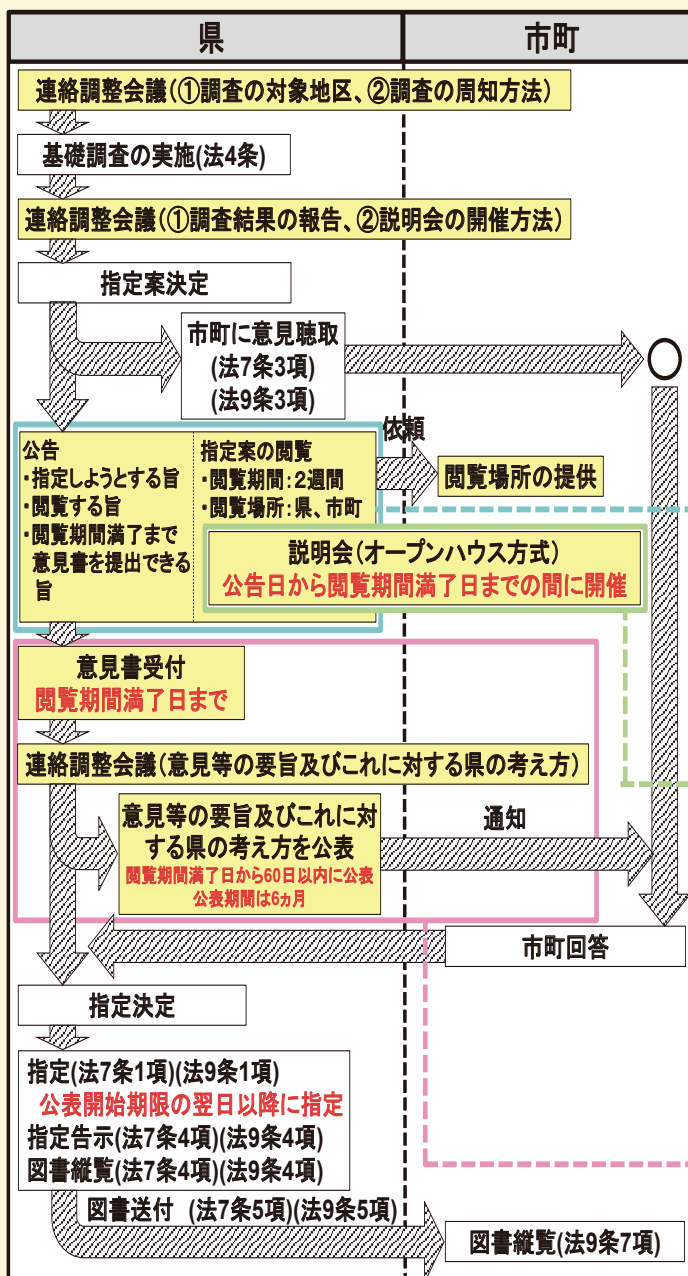 県
市町
連絡調整会議(①調査の対象地区、②調査の周知方法)
基礎調査の実施(法4条)
連絡調整会議(①調査結果の報告、②説明会の開催方法)
指定案決定
市町に意見聴取
(法7条3項)
(法9条3項)
公告
・指定しようとする旨
・閲覧する旨
・閲覧期間満了まで
意見書を提出できる
旨
指定案の閲覧
・閲覧期間:2週間
・閲覧場所:県、市町
依頼
閲覧場所の提供
説明会(オープンハウス方式)
公告日から閲覧期間満了日までの間に開催
意見書受付
閲覧期間満了日まで
連絡調整会議(意見等の要旨及びこれに対する県の考え方)
意見等の要旨及びこれに対
する県の考え方を公表
閲覧期間満了日から60日以内に公表
公表期間は6ヵ月
通知
市町回答
指定決定
指定(法7条1項)(法9条1項)
公表開始期限の翌日以降に指定
指定告示(法7条4項)(法9条4項)
図書縦覧(法7条4項)(法9条4項)
図書送付 (法7条5項)(法9条5項)
図書縦覧(法9条7項)